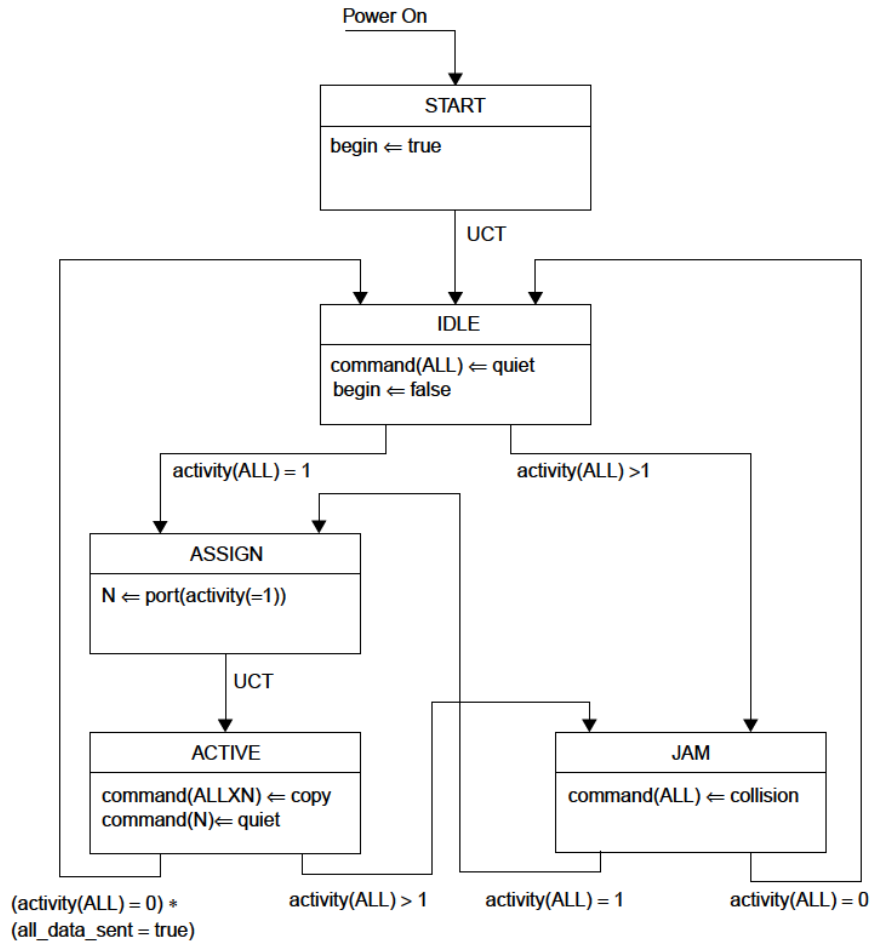 Power On
START
begin ⇐ true
UCT
IDLE
command(ALL) ⇐ quiet
begin ⇐ false
activity(ALL) = 1
activity(ALL) >1
ASSIGN
N ⇐ port(activity(=1))
UCT
ACTIVE
command(ALLXN) ⇐ copy
command(N)⇐ quiet
JAM
command(ALL) ⇐ collision
(activity(ALL) = 0) *
(all_data_sent = true)
activity(ALL) > 1
activity(ALL) = 1
activity(ALL) = 0